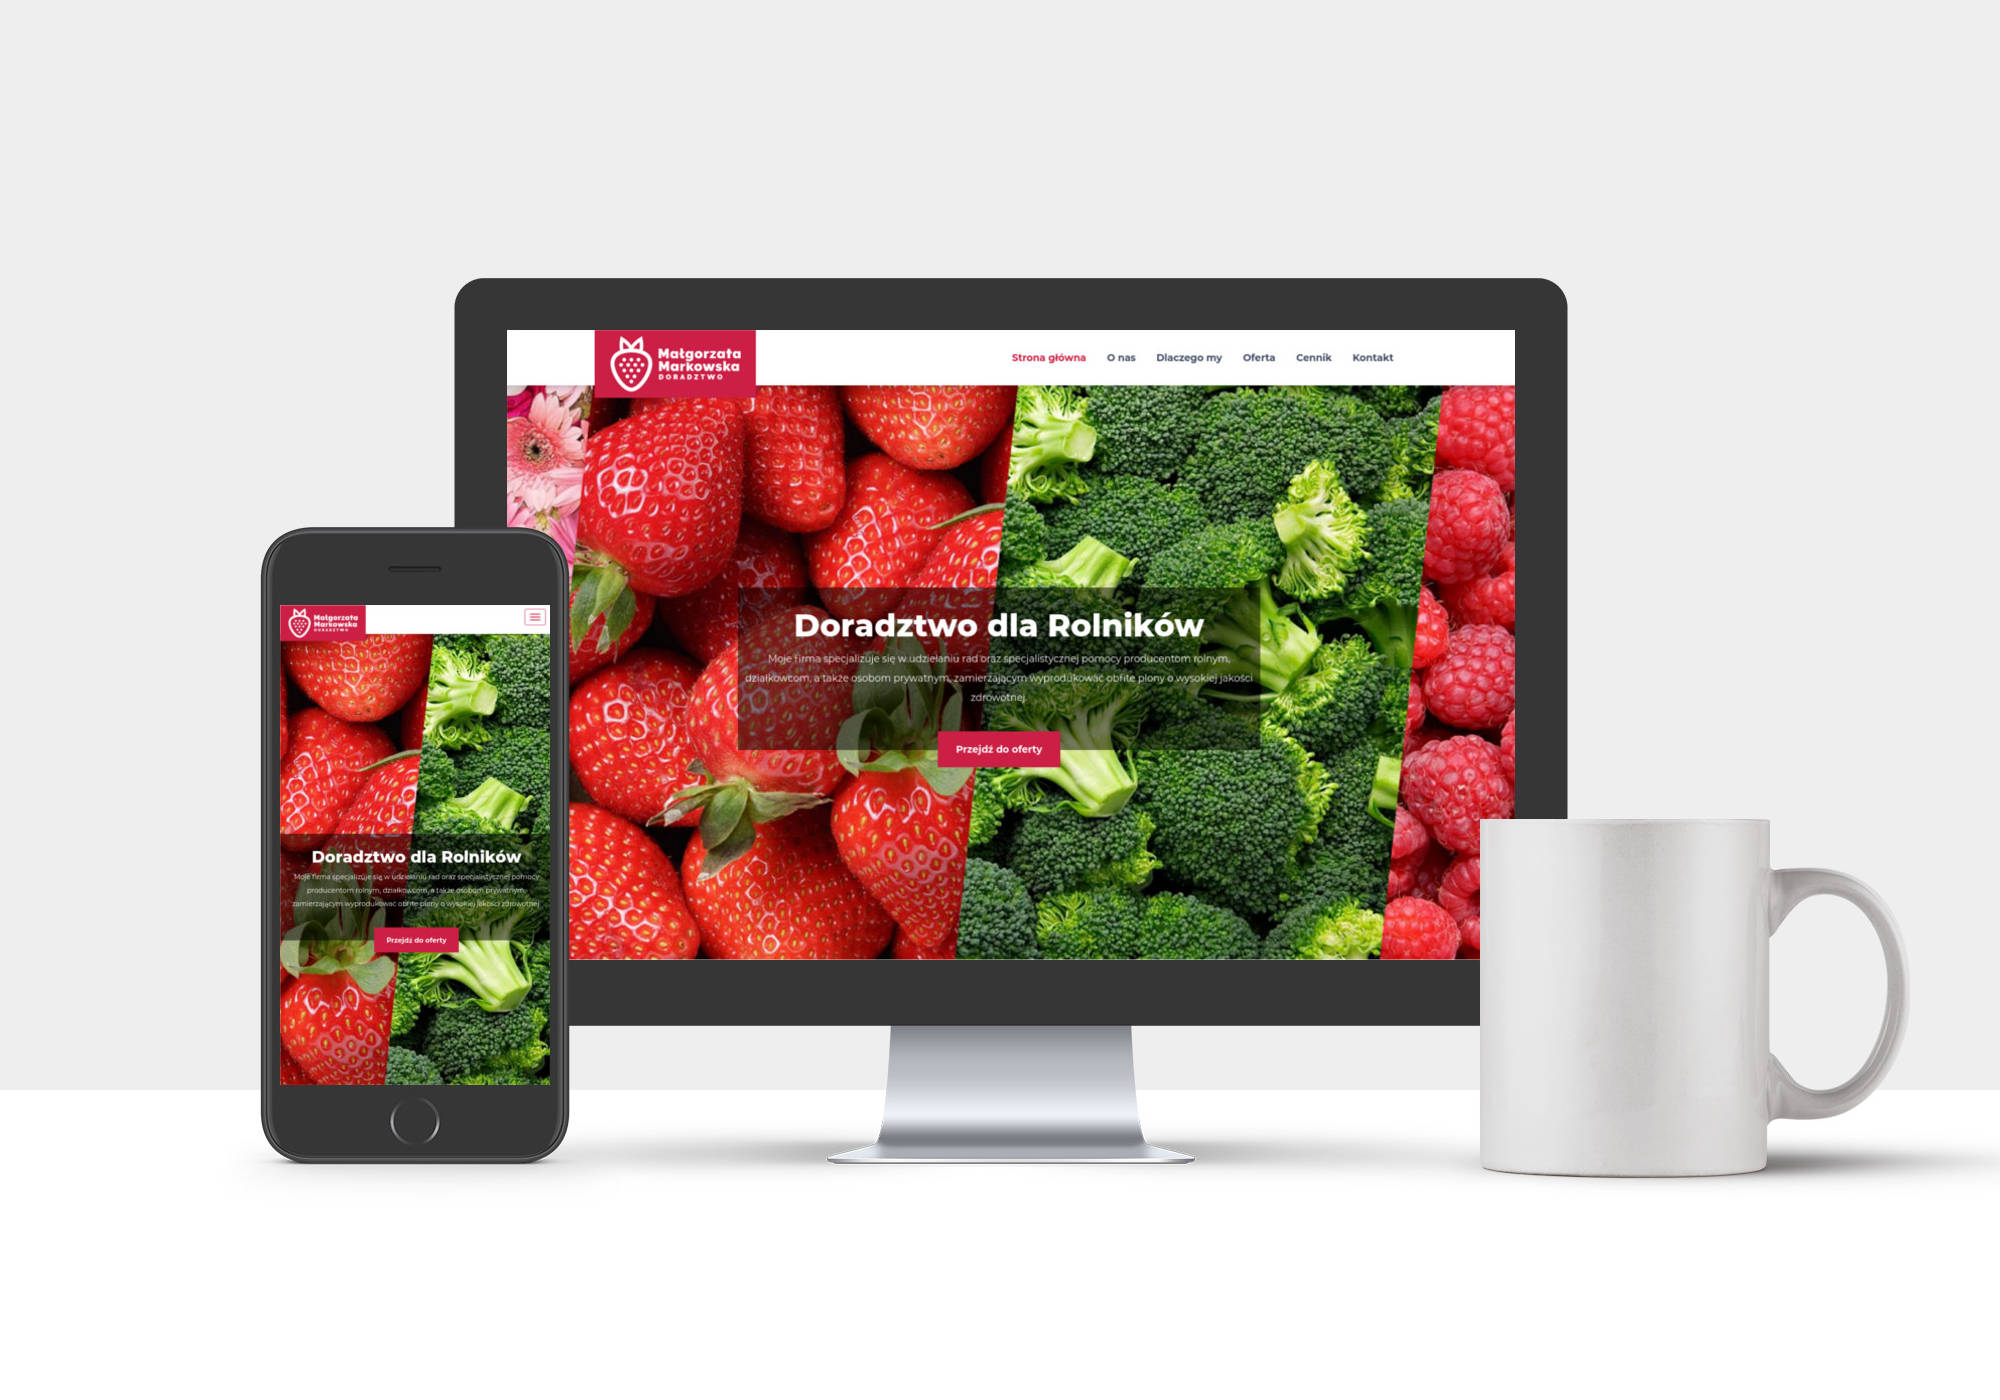 Małgorzata
Markowska
DORADZTWO
Strona główna O nas Dlaczego my Oferta Cennik Kontakt
Doradztwo dla Rolników
Moje firma specjalizuje się w udzielaniu rad oraz specjalistycznej pomocy producentom rolnym,
działkowcom, a także osobom prywatnym, zamierzającym wyprodukować obfite plony o wysokiej jakości
zdrowotnej.
Przejdź do oferty
Małgorzata
Markowska
DORADZTWO
Doradztwo dla Rolników
Moje firma specjalizuje się w udzielaniu rad oraz specjalistycznej pomocy
producentom rolnym, działkowcom, a także osobom prywatnym,
zamierzającym wyprodukować obfite plony o wysokiej jakości zdrowotnej.
Przejdź do oferty